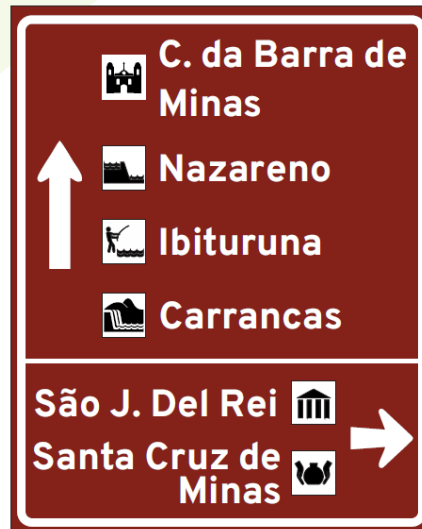 C. da Barra de
Minas
Nazareno
Ibituruna
Carrancas
São J. Del Rei
Santa Cruz de
Minas